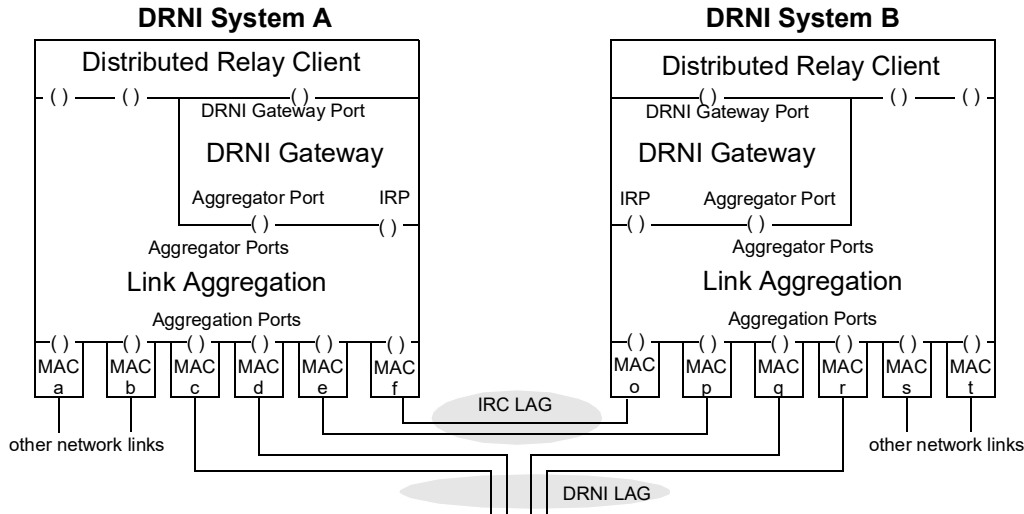 DRNI System A
DRNI System B
Distributed Relay Client
Distributed Relay Client
( ) ( ) ( )
( ) ( ) ( )
DRNI Gateway Port
DRNI Gateway Port
DRNI Gateway
DRNI Gateway
Aggregator Port IRP
IRP Aggregator Port
( ) ( )
( ) ( )
Aggregator Ports
Aggregator Ports
Link Aggregation
Link Aggregation
Aggregation Ports
Aggregation Ports
( ) ( ) ( ) ( ) ( ) ( )
( ) ( ) ( ) ( ) ( ) ( )
MAC MAC MAC MAC MAC MAC
a b c d e f
MAC MAC MAC MAC MAC MAC
o p q r s t
IRC LAG
other network links
other network links
DRNI LAG